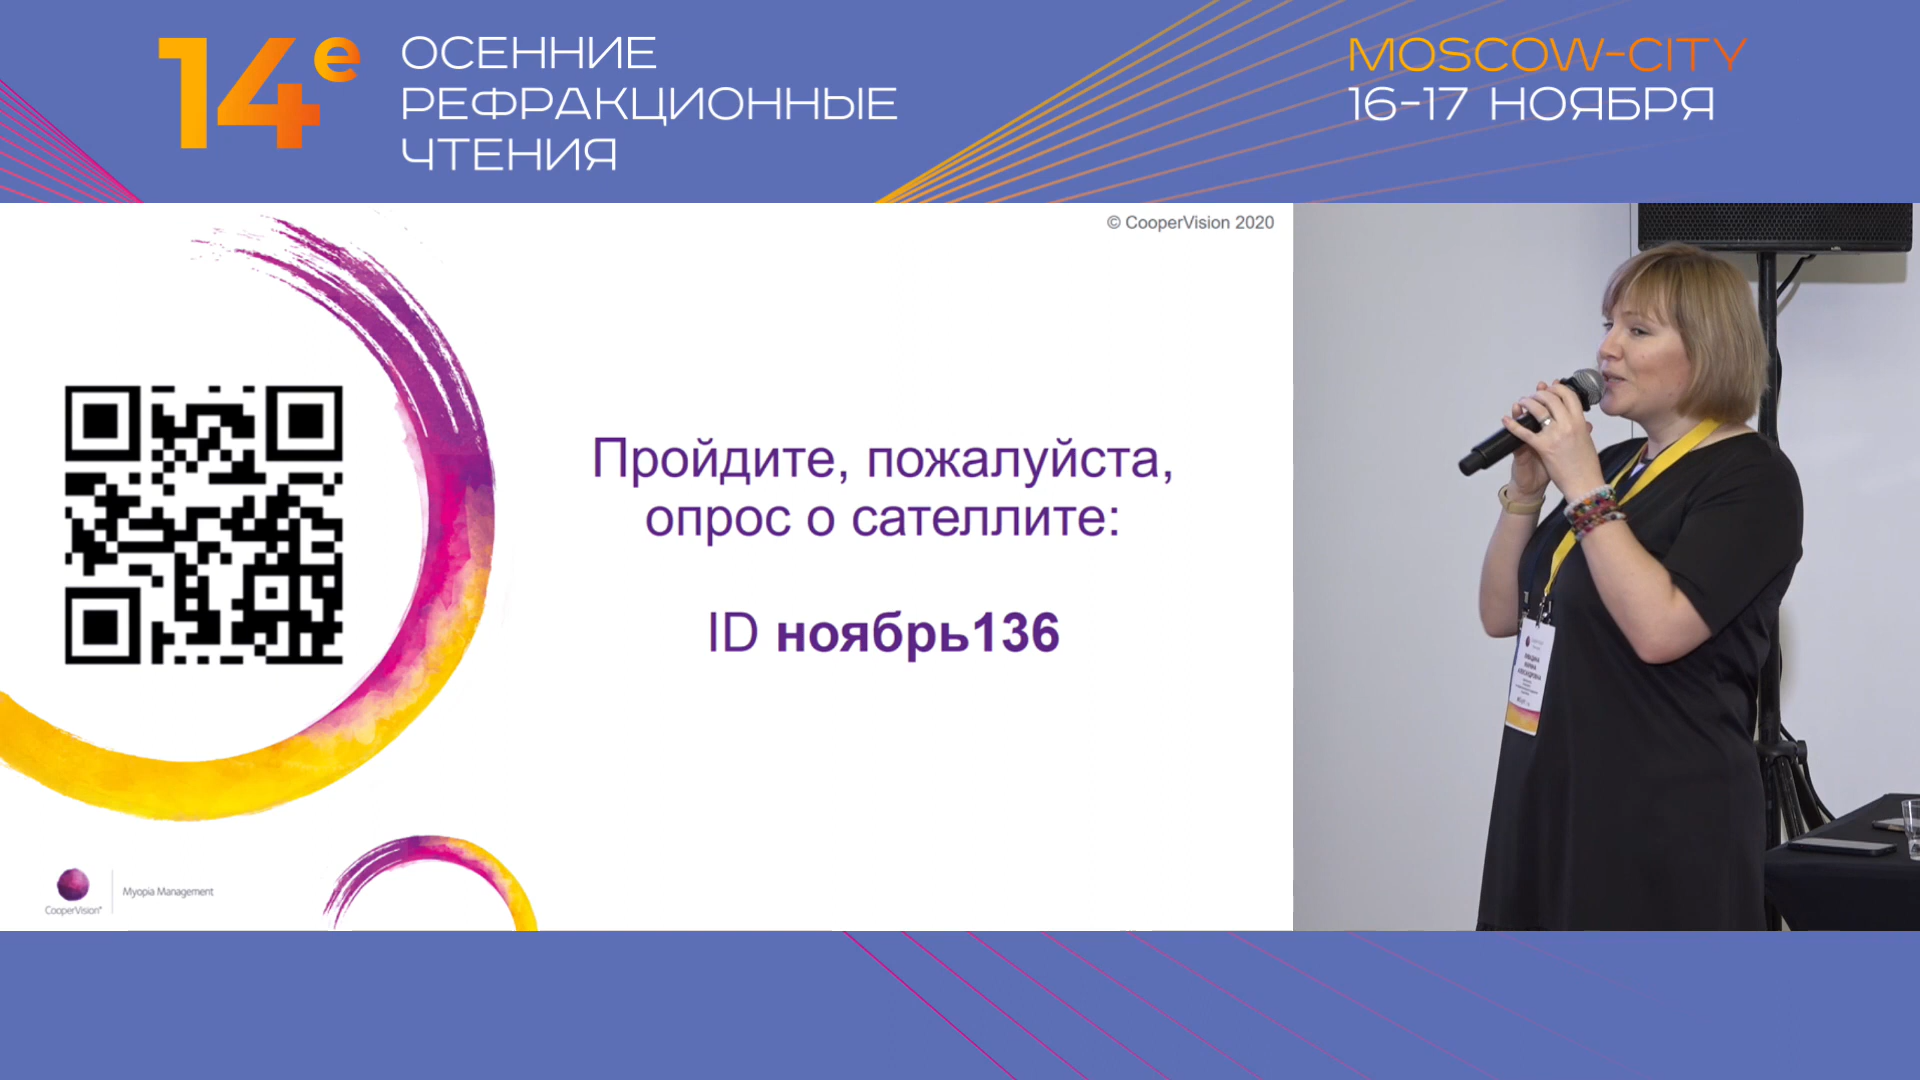 14е
ОСЕННИЕ
РЕФРАКЦИОННЫЕ
ЧТЕНИЯ
MOSCOW-CITY
16-17 НОЯБРЯ
© CooperVision 2020
Пройдите, пожалуйста,
опрос о сателлите:
ID ноябрь136
CooperVision®
Myopia Management